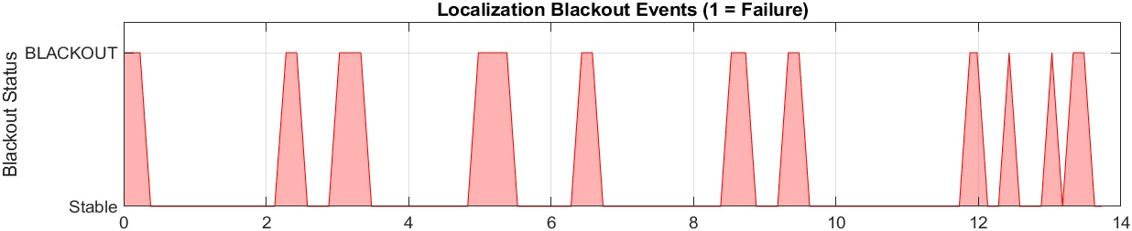 Localization Blackout Events (1 = Failure)
Blackout Status
BLACKOUT
Stable
0 2 4 6 8 10 12 14